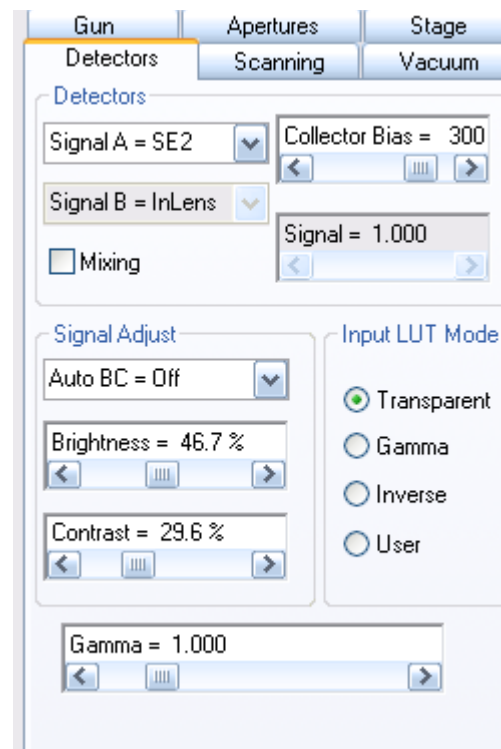 Gun Apertures Stage
Detectors Scanning Vacuum
Detectors
Signal A = SE2
Collector Bias = 300
Signal B = InLens
Signal = 1.000
Mixing
Signal Adjust
Input LUT Mode
Auto BC = Off
Transparent
Brightness = 46.7 %
Gamma
Inverse
Contrast = 29.6 %
User
Gamma = 1.000